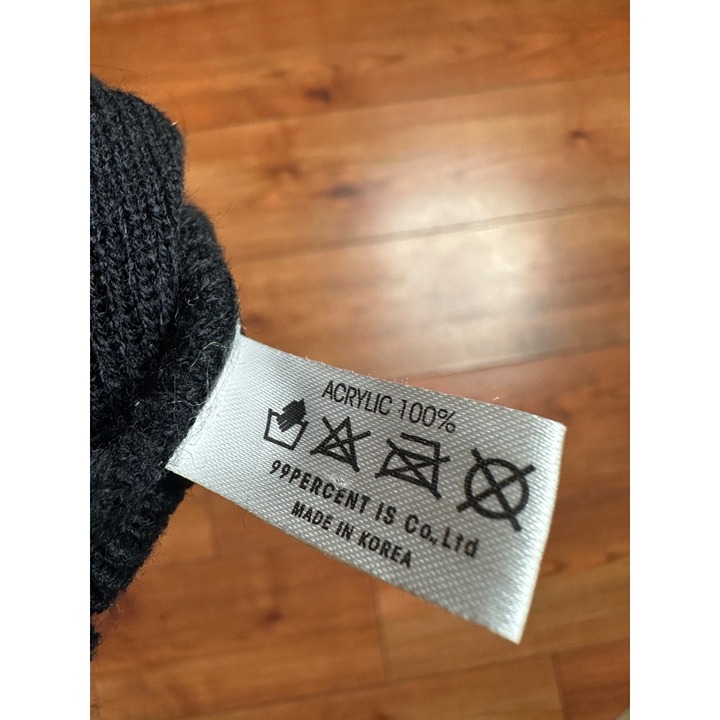 ACRYLIC 100%
99PERCENT IS Co., Ltd
MADE IN KOREA